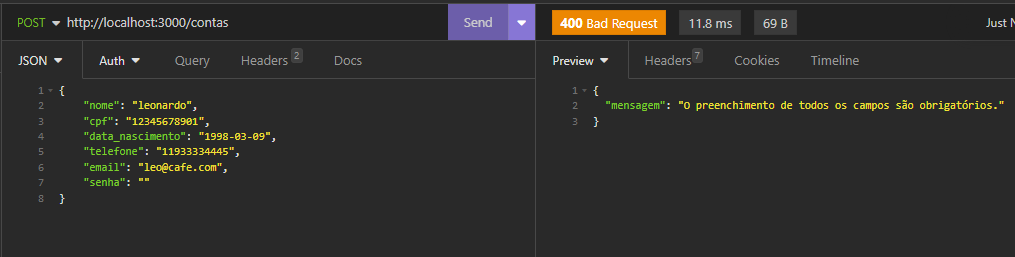 POST http://localhost:3000/contas Send
JSON Auth Query Headers 2 Docs
1 {
2 "nome": "leonardo",
3 "cpf": "12345678901",
4 "data_nascimento": "1998-03-09",
5 "telefone": "11933334445",
6 "email": "leo@cafe.com",
7 "senha": ""
8 }
400 Bad Request 11.8 ms 69 B Just N
Preview Headers 7 Cookies Timeline
1 {
2 "mensagem": "O preenchimento de todos os campos são obrigatórios."
3 }